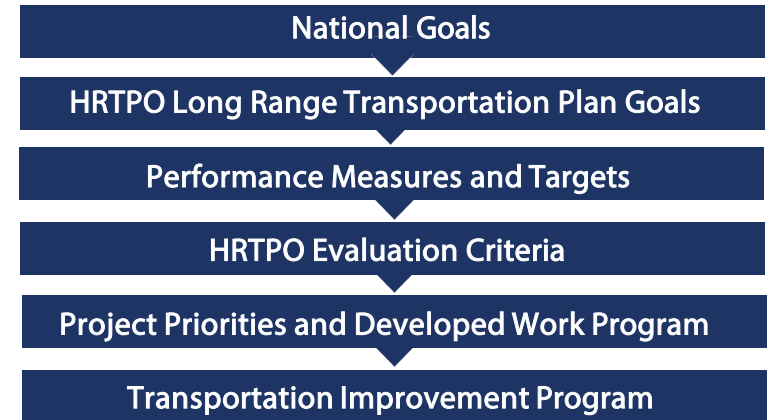 National Goals
HRTPO Long Range Transportation Plan Goals
Performance Measures and Targets
HRTPO Evaluation Criteria
Project Priorities and Developed Work Program
Transportation Improvement Program